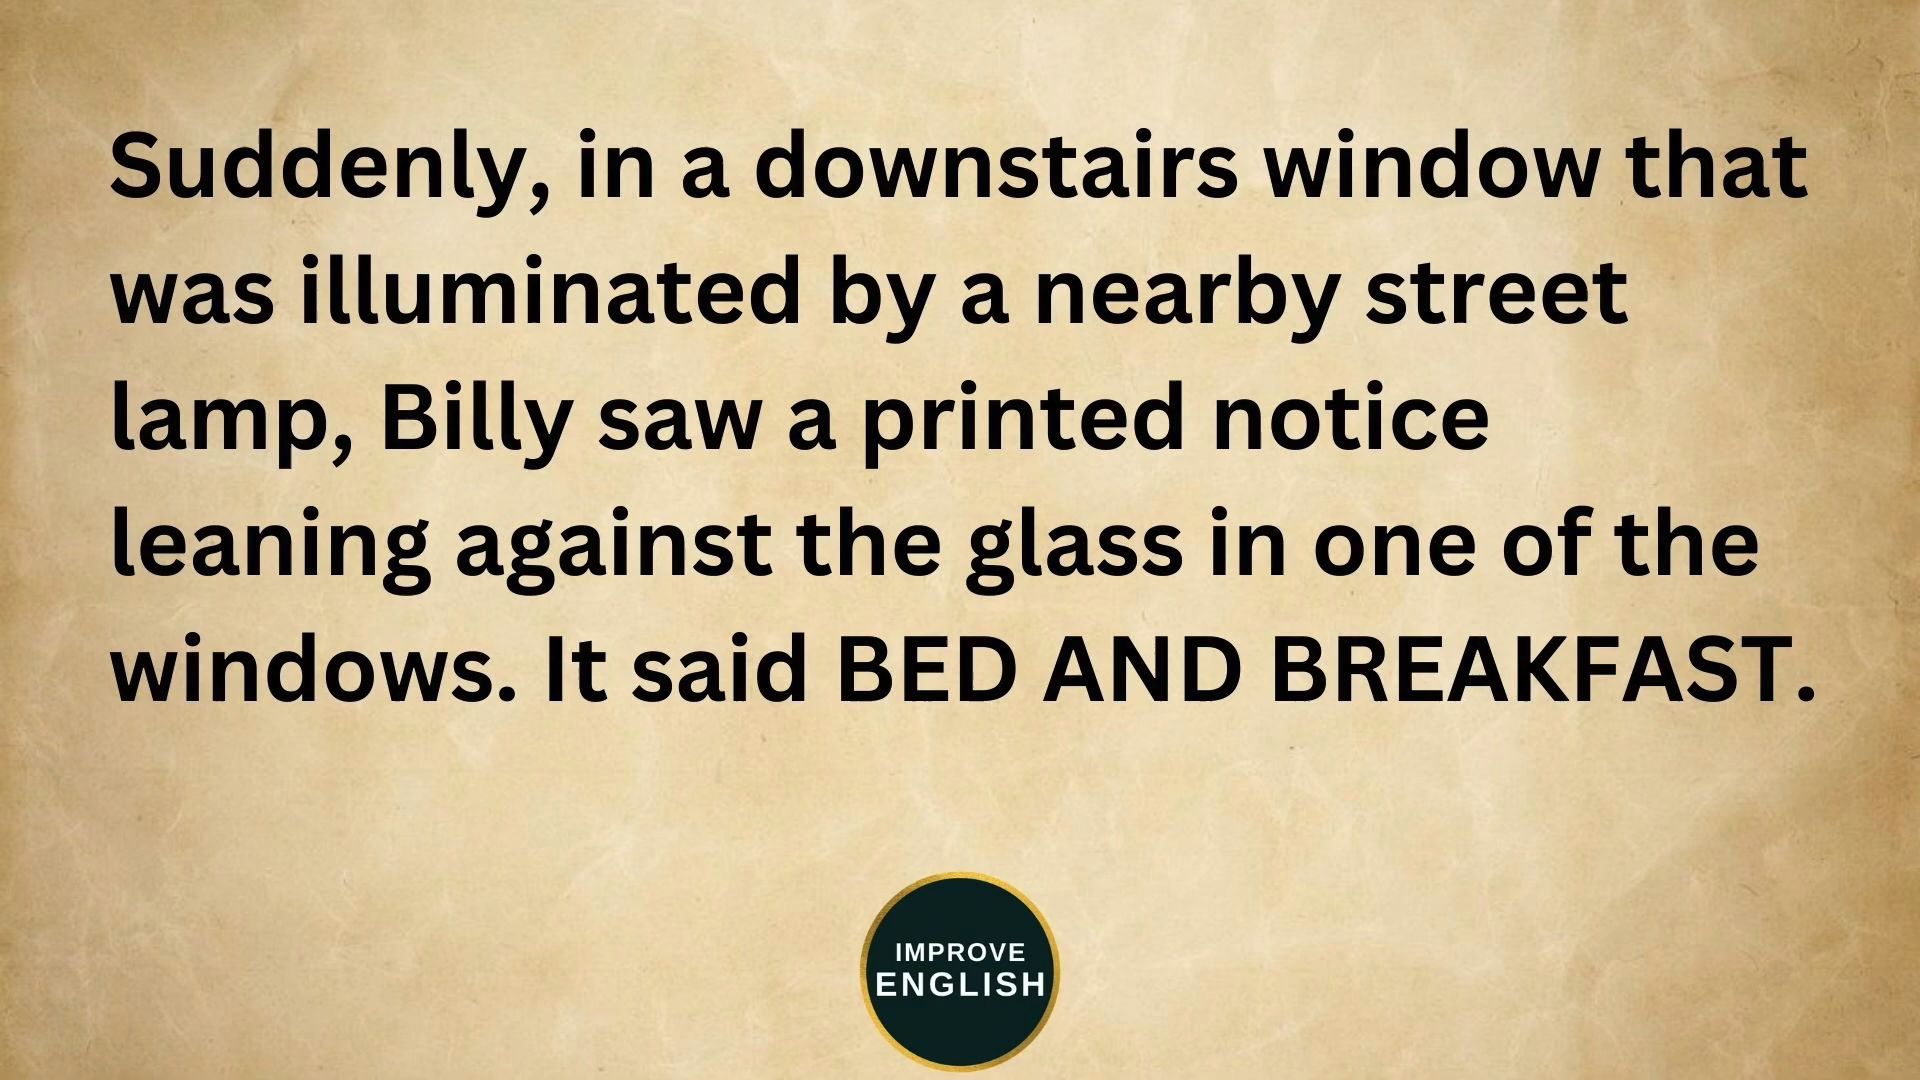 Suddenly, in a downstairs window that
was illuminated by a nearby street
lamp, Billy saw a printed notice
leaning against the glass in one of the
windows. It said BED AND BREAKFAST.
IMPROVE
ENGLISH